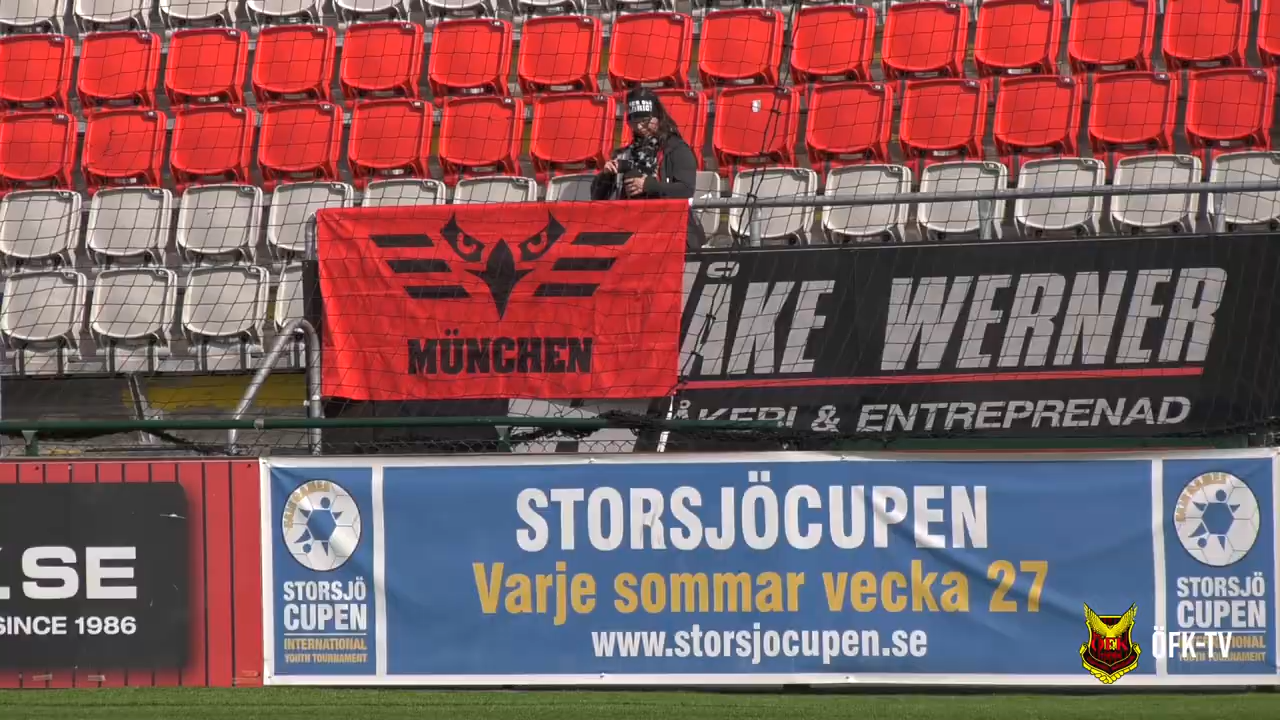 MÜNCHEN
ÅKE WERNER
ÅKERI & ENTREPRENAD
.SE
SINCE 1986
STORSJÖ
CUPEN
INTERNATIONAL
YOUTH TOURNAMENT
STORSJÖCUPEN
Varje sommar vecka 27
www.storsjocupen.se
STORSJÖ
CUPEN
INTERNATIONAL
YOUTH TOURNAMENT
ÖFK
ÖFK-TV